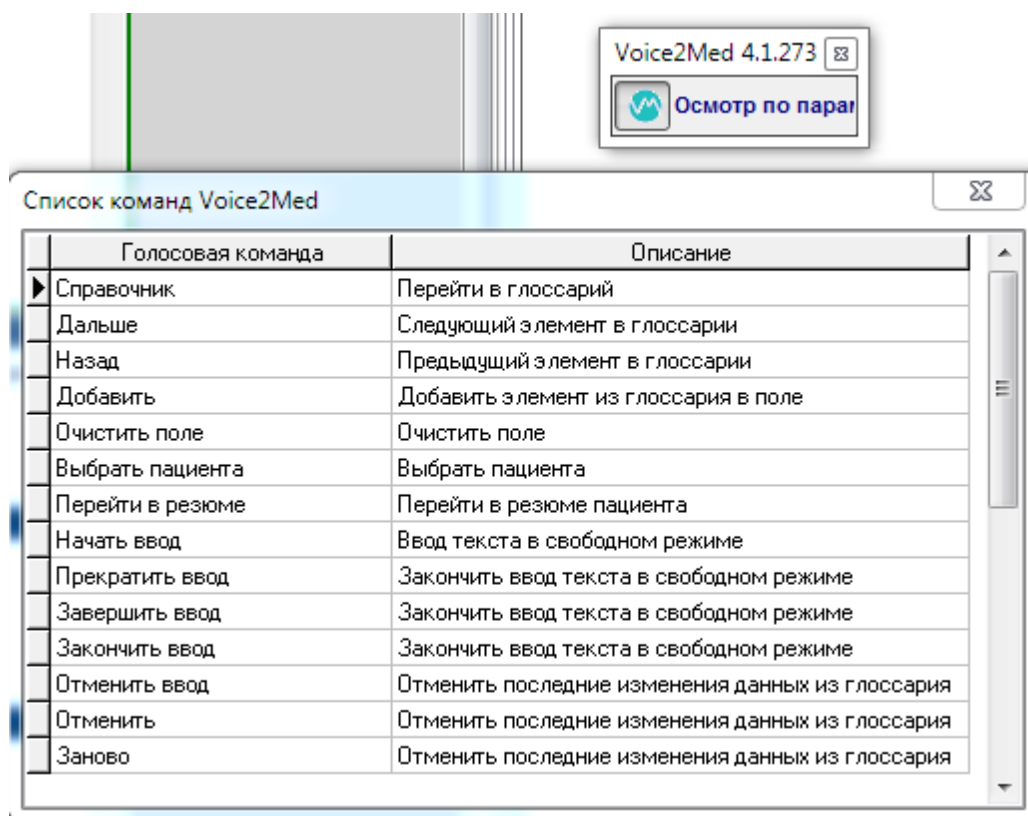 Voice2Med 4.1.273
Осмотр по
Список команд Voice2Med
Голосовая команда Описание
Справочник Перейти в глоссарий
Дальше Следующий элемент в глоссарии
Назад Предыдущий элемент в глоссарии
Добавить Добавить элемент из глоссария в поле
Очистить поле Очистить поле
Выбрать пациента Выбрать пациента
Перейти в резюме Перейти в резюме пациента
Начать ввод Ввод текста в свободном режиме
Прекратить ввод Закончить ввод текста в свободном режиме
Завершить ввод Закончить ввод текста в свободном режиме
Закончить ввод Закончить ввод текста в свободном режиме
Отменить ввод Отменить последние изменения данных из глоссария
Отменить Отменить последние изменения данных из глоссария
Заново Отменить последние изменения данных из глоссария